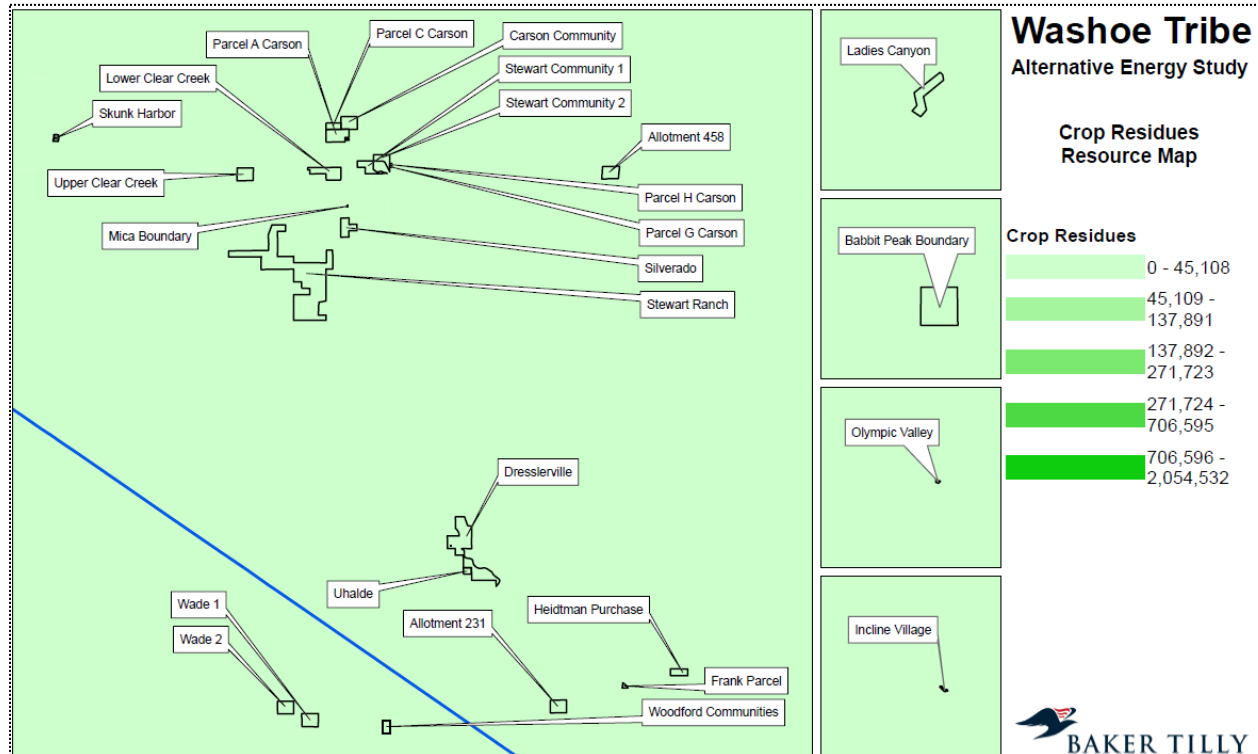 Washoe Tribe
Alternative Energy Study
Crop Residues
Resource Map
Crop Residues
0 - 45,108
45,109 -
137,891
137,892 -
271,723
271,724 -
706,595
706,596 -
2,054,532
Parcel A Carson
Parcel C Carson
Carson Community
Lower Clear Creek
Stewart Community 1
Skunk Harbor
Stewart Community 2
Allotment 458
Upper Clear Creek
Parcel H Carson
Mica Boundary
Parcel G Carson
Silverado
Stewart Ranch
Dresslerville
Uhalde
Wade 1
Wade 2
Allotment 231
Heidtman Purchase
Frank Parcel
Woodford Communities
Ladies Canyon
Babbit Peak Boundary
Olympic Valley
Incline Village
BAKER TILLY